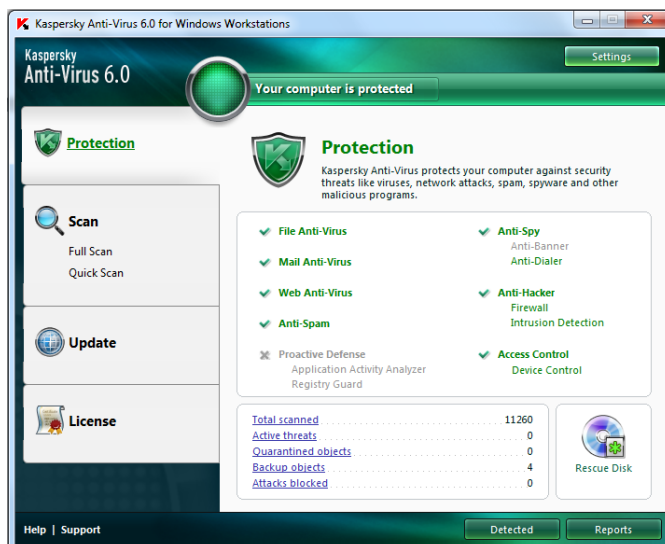 Kaspersky Anti-Virus 6.0 for Windows Workstations
Kaspersky
Anti-Virus 6.0
Settings
Your computer is protected
Protection
Scan
Full Scan
Quick Scan
Update
License
Protection
Kaspersky Anti-Virus protects your computer against security
threats like viruses, network attacks, spam, spyware and other
malicious programs.
File Anti-Virus
Mail Anti-Virus
Web Anti-Virus
Anti-Spam
Proactive Defense
Application Activity Analyzer
Registry Guard
Anti-Spy
Anti-Banner
Anti-Dialer
Anti-Hacker
Firewall
Intrusion Detection
Access Control
Device Control
Total scanned 11260
Active threats 0
Quarantined objects 0
Backup objects 4
Attacks blocked 0
Rescue Disk
Help | Support
Detected
Reports